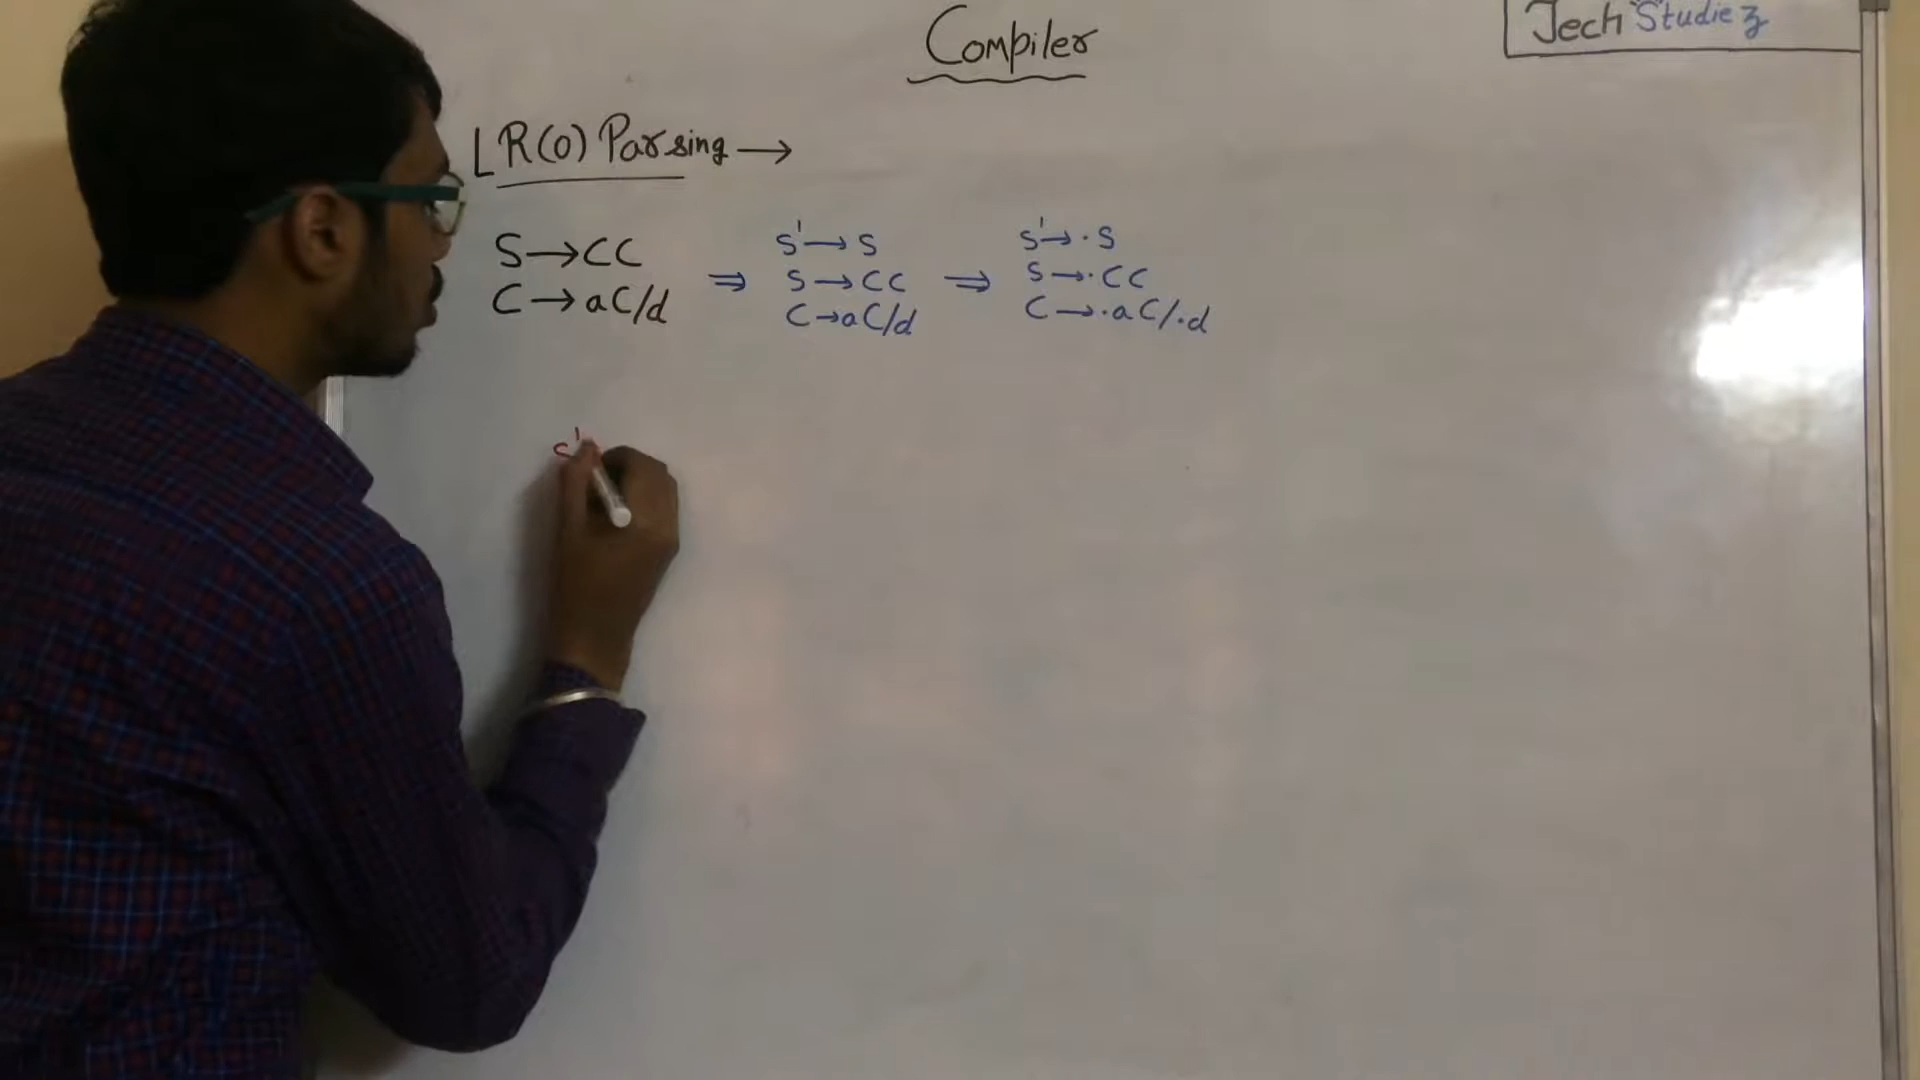 Compiler
Tech Studiez
LR(0) Parsing →
S→CC
C→aC/d
⇒
S'→S
S→CC
C→aC/d
⇒
S'→·S
S→·CC
C→·aC/·d
S'